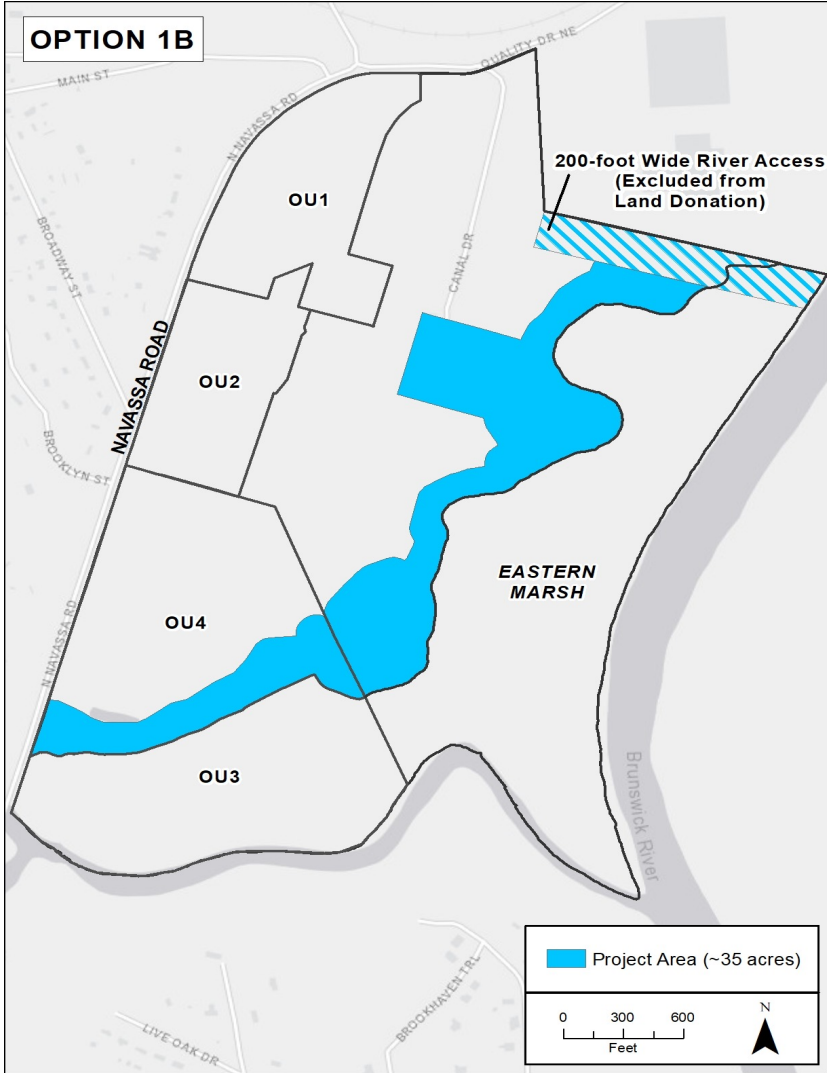 OPTION 1B
QUALITY DR NE
MAIN ST
N NAVASSA RD
200-foot Wide River Access
(Excluded from
Land Donation)
OU1
BROADWAY ST
CANAL DR
NAVASSA ROAD
OU2
BROOKLYN ST
EASTERN
MARSH
OU4
N NAVASSA RD
OU3
Brunswick River
BROOKHAVEN TRL
LIVE OAK DR
Project Area (~35 acres)
0 300 600
Feet
N